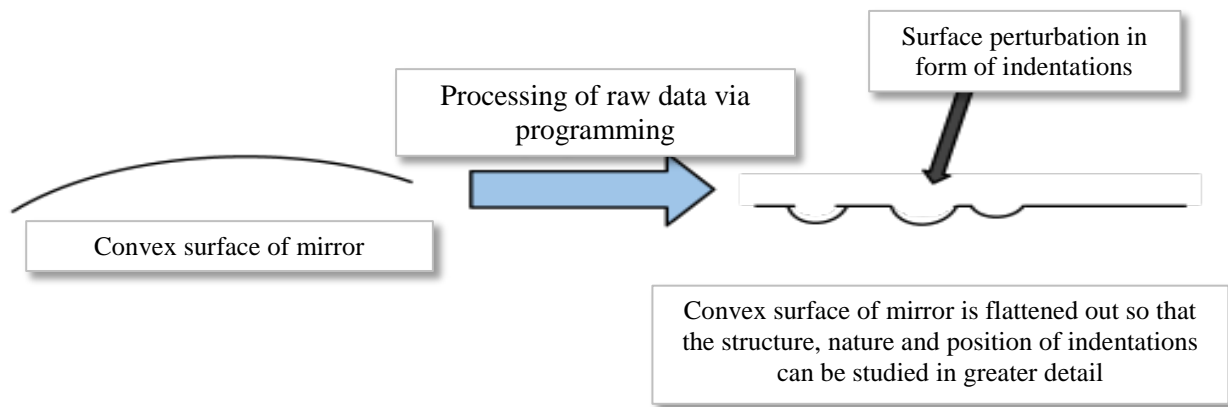 Surface perturbation in
form of indentations
Processing of raw data via
programming
Convex surface of mirror
Convex surface of mirror is flattened out so that
the structure, nature and position of indentations
can be studied in greater detail